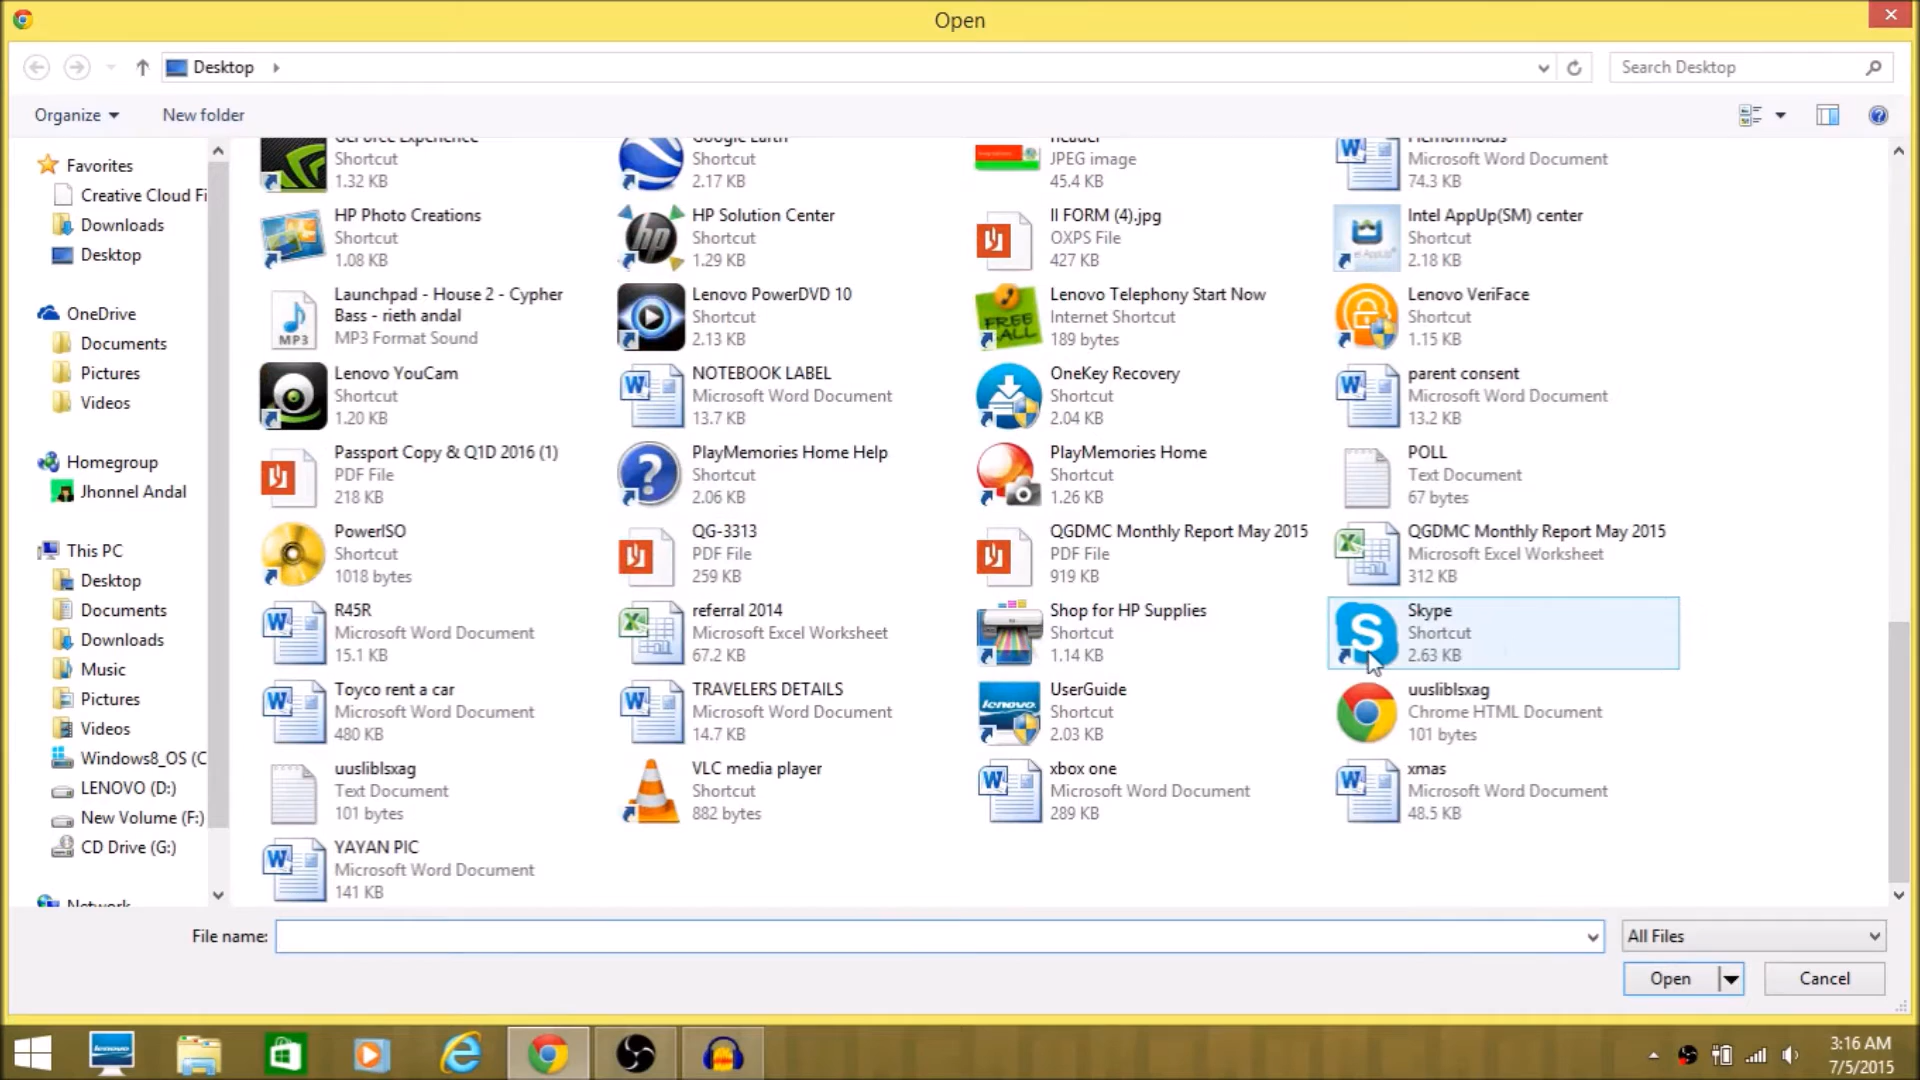 Open
Desktop
Search Desktop
Organize
New folder
Favorites
Creative Cloud Fi
Downloads
Desktop
OneDrive
Documents
Pictures
Videos
Homegroup
Jhonnel Andal
This PC
Desktop
Documents
Downloads
Music
Pictures
Videos
Windows8_OS (C
LENOVO (D:)
New Volume (F:)
CD Drive (G:)
Network
GeForce Experience
Shortcut
1.32 KB
Google Earth
Shortcut
2.17 KB
header
JPEG image
45.4 KB
Microsoft Word Document
74.3 KB
HP Photo Creations
Shortcut
1.08 KB
HP Solution Center
Shortcut
1.29 KB
II FORM (4).jpg
OXPS File
427 KB
Intel AppUp(SM) center
Shortcut
2.18 KB
Launchpad - House 2 - Cypher
Bass - rieth andal
MP3 Format Sound
MP3
Lenovo PowerDVD 10
Shortcut
2.13 KB
Lenovo Telephony Start Now
Internet Shortcut
189 bytes
Lenovo VeriFace
Shortcut
1.15 KB
Lenovo YouCam
Shortcut
1.20 KB
NOTEBOOK LABEL
Microsoft Word Document
13.7 KB
OneKey Recovery
Shortcut
2.04 KB
parent consent
Microsoft Word Document
13.2 KB
Passport Copy & Q1D 2016 (1)
PDF File
218 KB
PlayMemories Home Help
Shortcut
2.06 KB
PlayMemories Home
Shortcut
1.26 KB
POLL
Text Document
67 bytes
PowerISO
Shortcut
1018 bytes
QG-3313
PDF File
259 KB
QGDMC Monthly Report May 2015
PDF File
919 KB
QGDMC Monthly Report May 2015
Microsoft Excel Worksheet
312 KB
R45R
Microsoft Word Document
15.1 KB
referral 2014
Microsoft Excel Worksheet
67.2 KB
Shop for HP Supplies
Shortcut
1.14 KB
Skype
Shortcut
2.63 KB
Toyco rent a car
Microsoft Word Document
480 KB
TRAVELERS DETAILS
Microsoft Word Document
14.7 KB
lenovo
UserGuide
Shortcut
2.03 KB
uusliblsxag
Chrome HTML Document
101 bytes
uusliblsxag
Text Document
101 bytes
VLC media player
Shortcut
882 bytes
xbox one
Microsoft Word Document
289 KB
xmas
Microsoft Word Document
48.5 KB
YAYAN PIC
Microsoft Word Document
141 KB
File name:
All Files
Open
Cancel
3:16 AM
7/5/2015